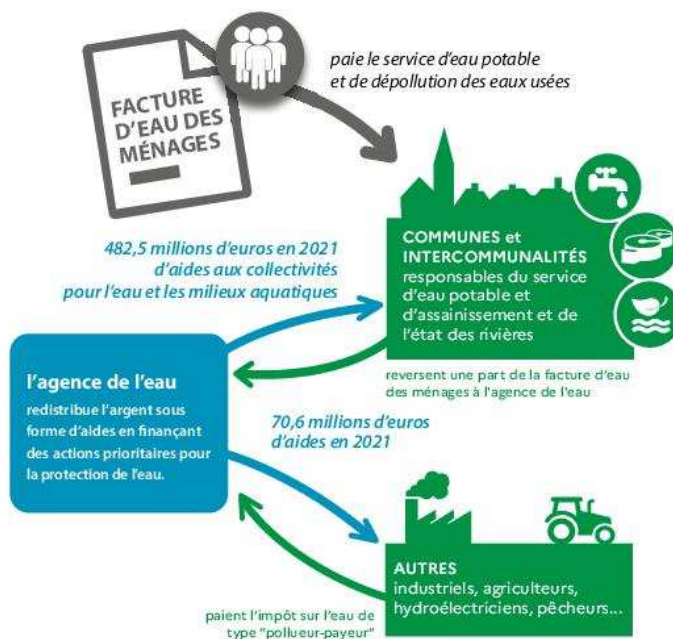 FACTURE
D'EAU DES
MÉNAGES
paie le service d'eau potable
et de dépollution des eaux usées
482,5 millions d'euros en 2021
d'aides aux collectivités
pour l'eau et les milieux aquatiques
COMMUNES et
INTERCOMMUNALITÉS
responsables du service
d'eau potable et
d'assainissement et de
l'état des rivières
reversent une part de la facture d'eau
des ménages à l'agence de l'eau
l'agence de l'eau
redistribue l'argent sous
forme d'aides en finançant
des actions prioritaires pour
la protection de l'eau.
70,6 millions d'euros
d'aides en 2021
AUTRES
industriels, agriculteurs,
hydroélectriciens, pêcheurs...
paient l'impôt sur l'eau de
type "pollueur-payeur"